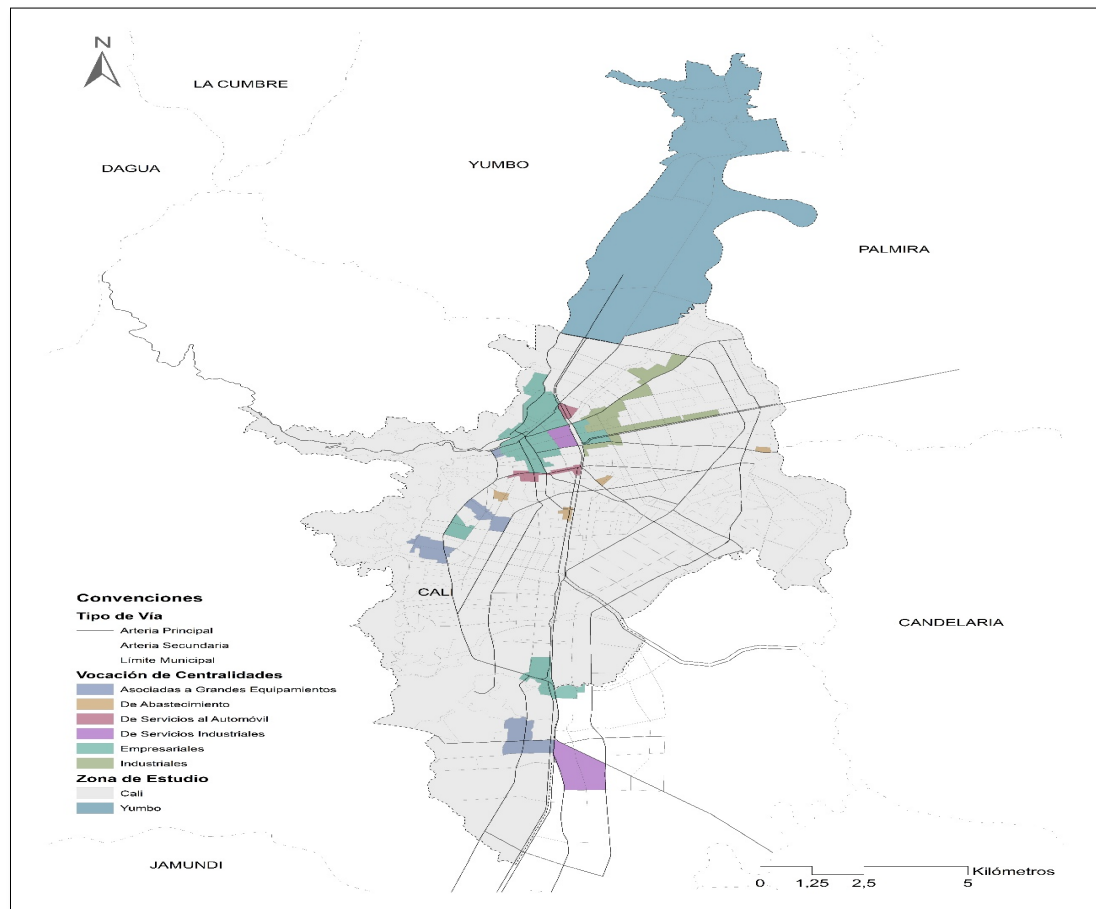 N
LA CUMBRE
DAGUA
YUMBO
PALMIRA
CALI
CANDELARIA
JAMUNDI
Convenciones
Tipo de Vía
Arteria Principal
Arteria Secundaria
Límite Municipal
Vocación de Centralidades
Asociadas a Grandes Equipamientos
De Abastecimiento
De Servicios al Automóvil
De Servicios Industriales
Empresariales
Industriales
Zona de Estudio
Cali
Yumbo
Kilómetros
0 1,25 2,5 5